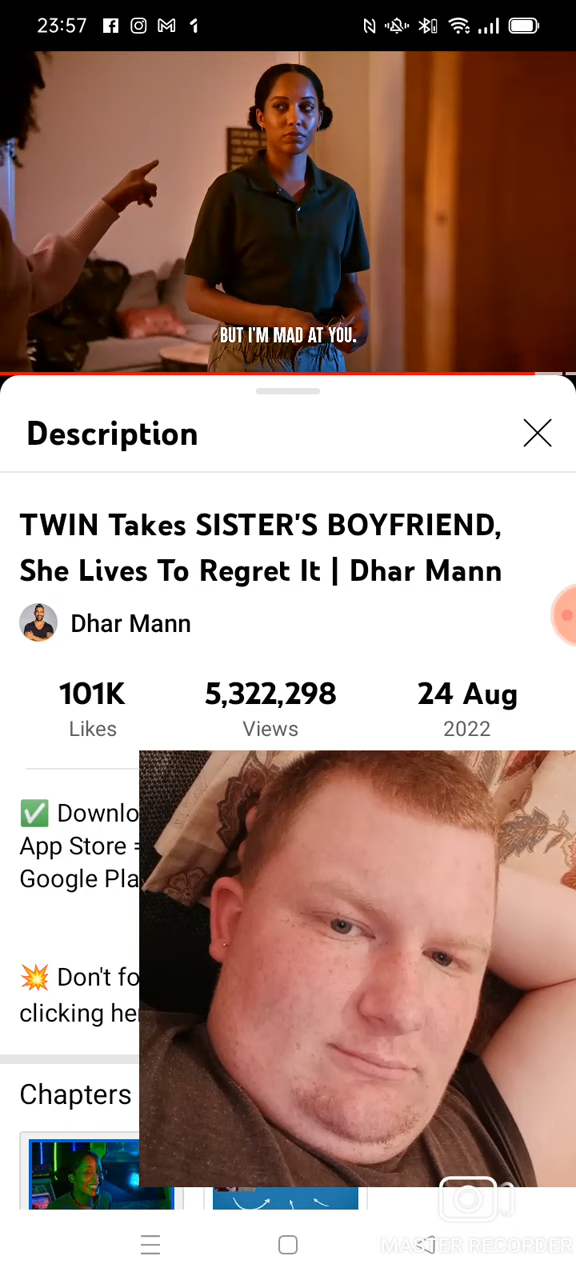 23:57
BUT I'M MAD AT YOU.
Description
TWIN Takes SISTER'S BOYFRIEND,
She Lives To Regret It | Dhar Mann
Dhar Mann
101K 5,322,298 24 Aug
Likes Views 2022
✅ Downlo
App Store
Google Pla
💥 Don't fo
clicking he
Chapters
MASTER RECORDER